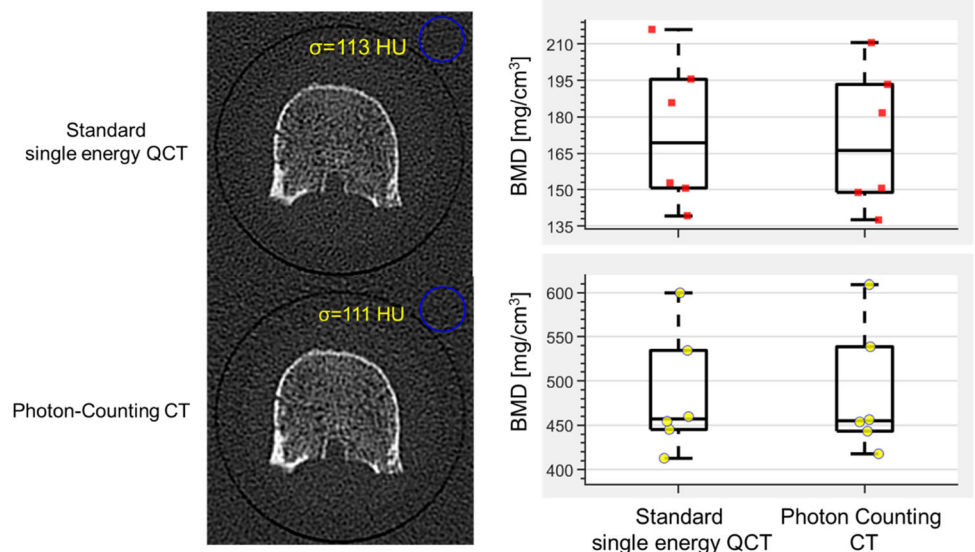 σ=113 HU
Standard
single energy QCT
σ=111 HU
Photon-Counting CT
BMD [mg/cm³]
210
195
180
165
150
135
BMD [mg/cm³]
600
550
500
450
400
Standard
single energy QCT
Photon Counting
CT